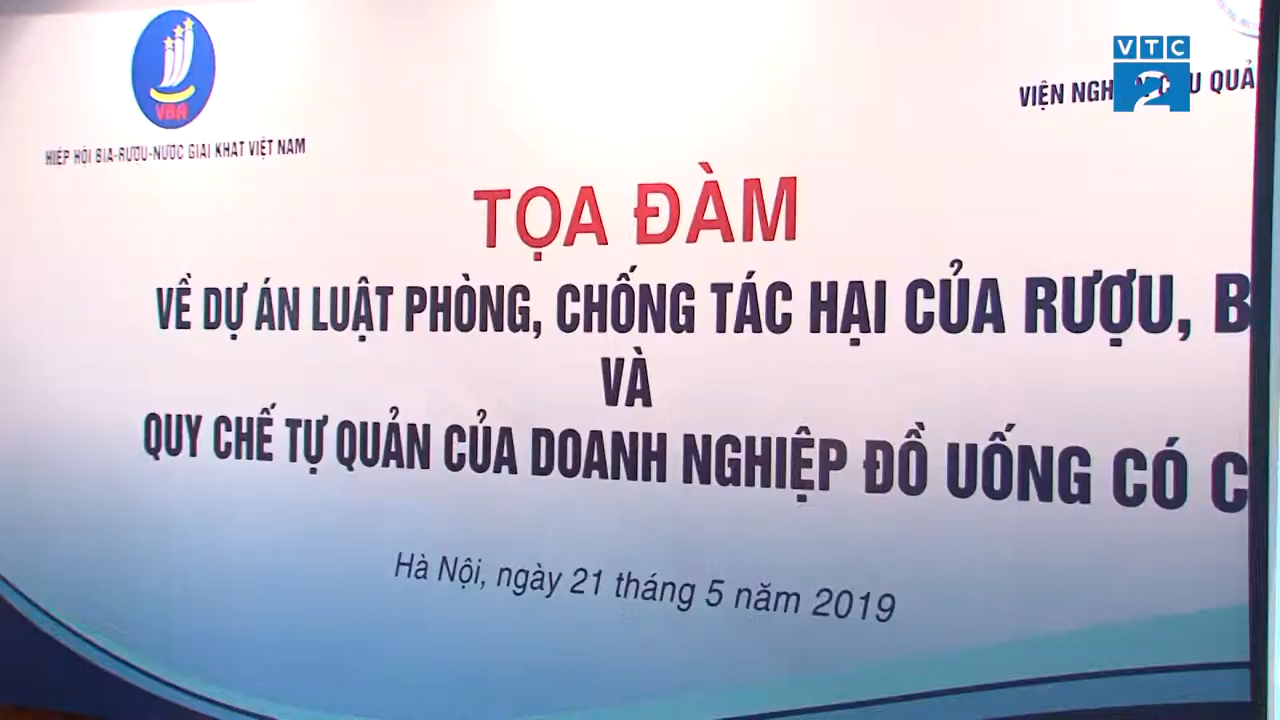 VBA
HIỆP HỘI BIA-RƯỢU-NƯỚC GIẢI KHÁT VIỆT NAM
VTC
2
VIỆN
TỌA ĐÀM
VỀ DỰ ÁN LUẬT PHÒNG, CHỐNG TÁC HẠI CỦA RƯỢU, B
VÀ
QUY CHẾ TỰ QUẢN CỦA DOANH NGHIỆP ĐỒ UỐNG CÓ C
Hà Nội, ngày 21 tháng 5 năm 2019